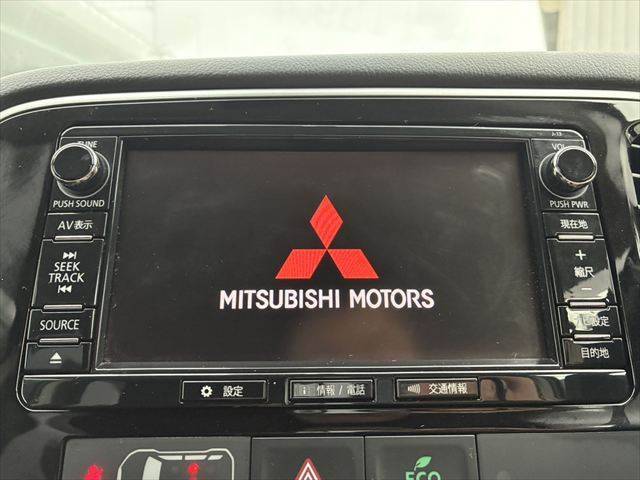 TUNE
J-13
VOL
PUSH SOUND
PUSH PWR
AV表示
現在地
SEEK
TRACK
+
縮尺
−
MITSUBISHI MOTORS
SOURCE
設定
目的地
設定
i 情報 / 電話
交通情報
ECO